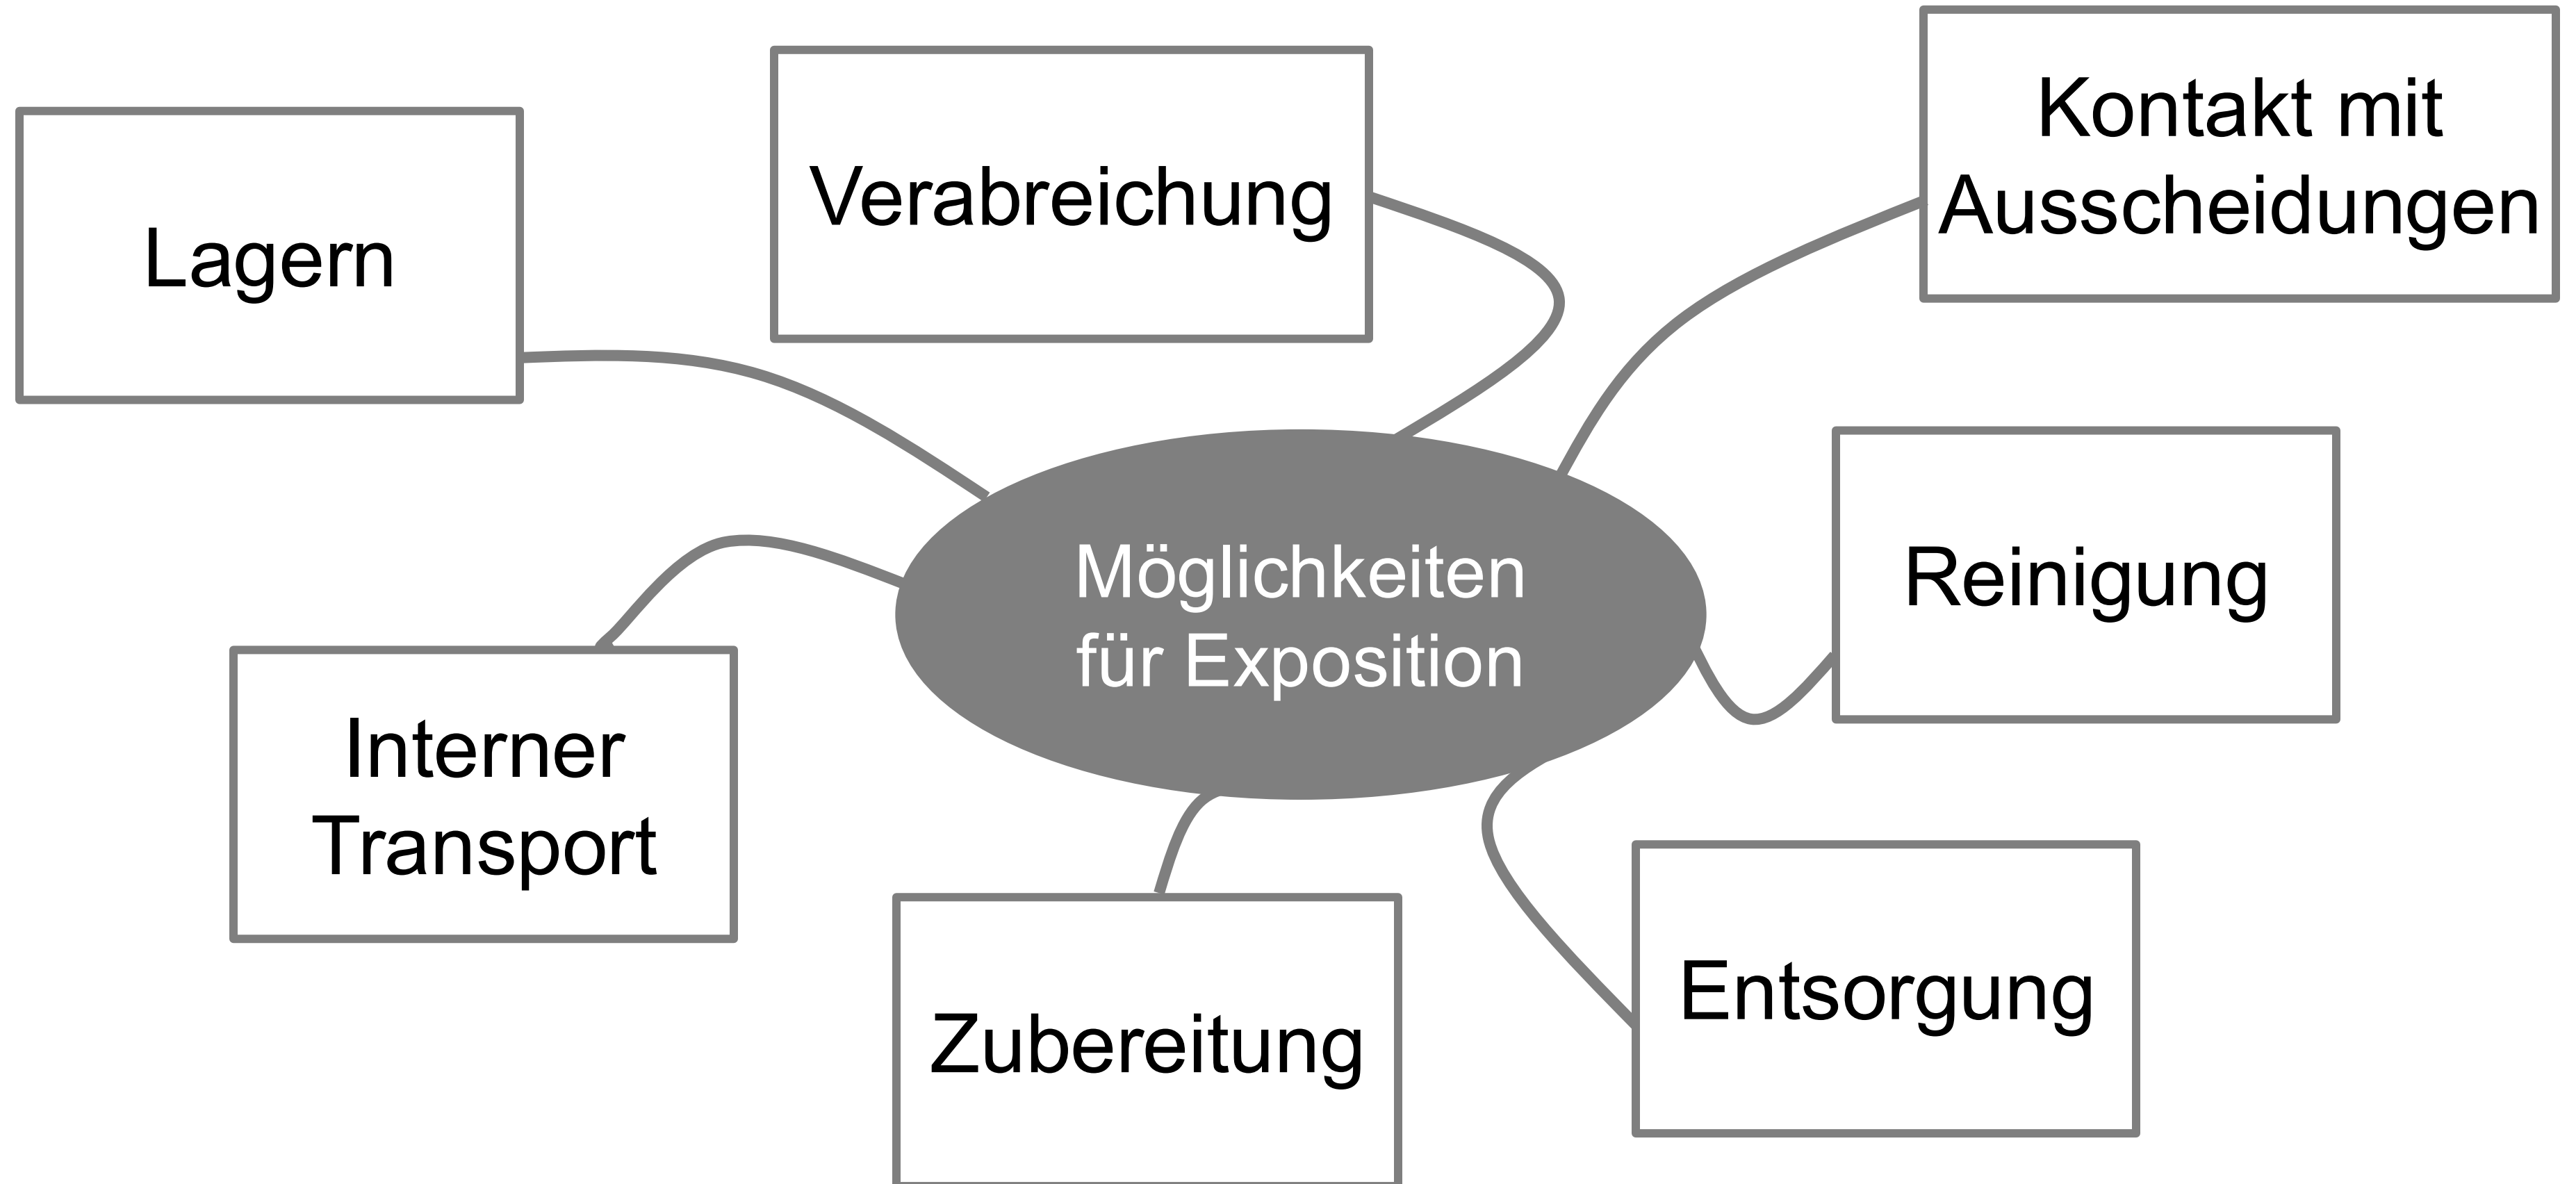 Lagern
Verabreichung
Kontakt mit
Ausscheidungen
Möglichkeiten
für Exposition
Reinigung
Interner
Transport
Zubereitung
Entsorgung